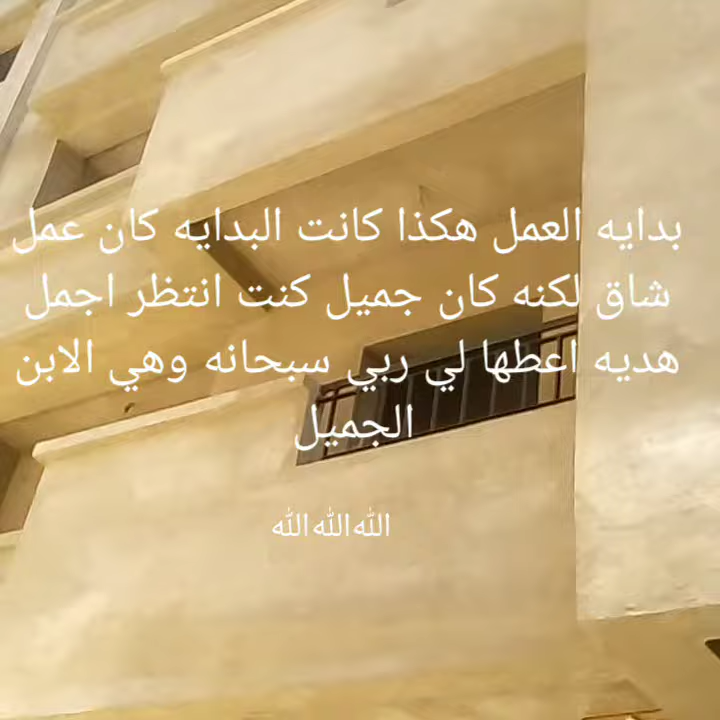 بدايه العمل هكذا كانت البدايه كان عمل
شاق لكنه كان جميل كنت انتظر اجمل
هديه اعطها لي ربي سبحانه وهي الابن
الجميل
الله الله الله